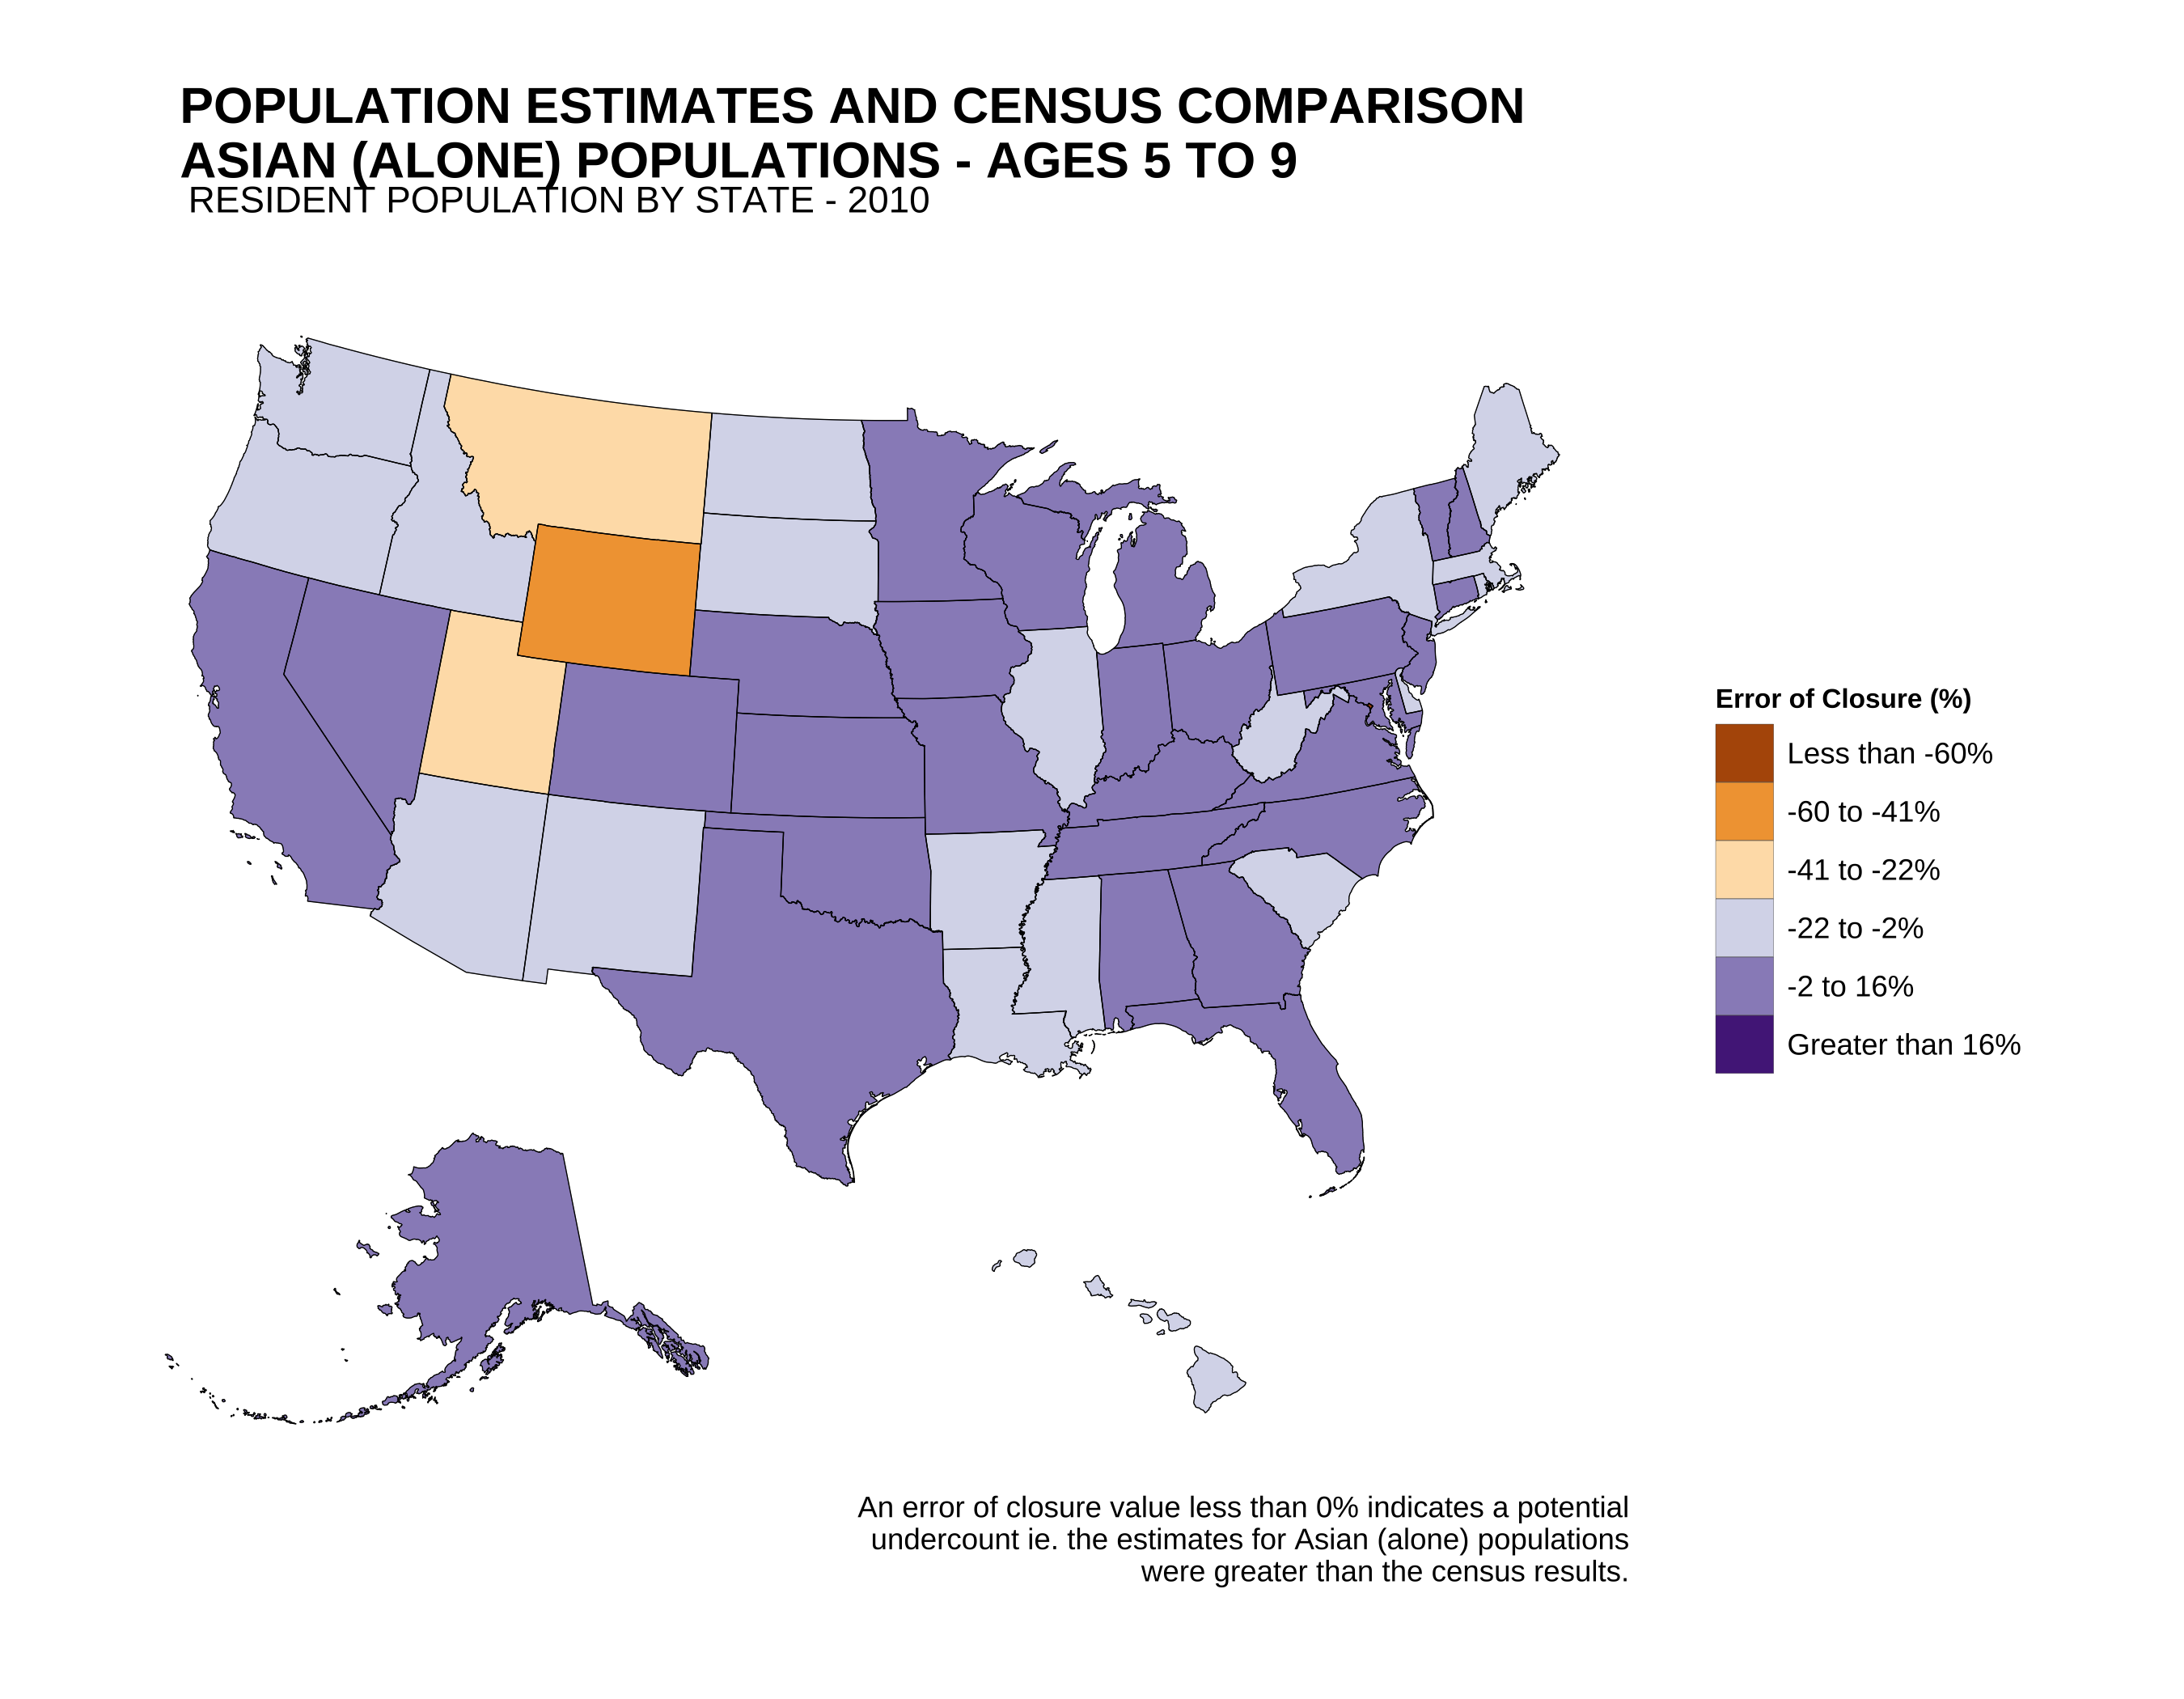 POPULATION ESTIMATES AND CENSUS COMPARISON
ASIAN (ALONE) POPULATIONS - AGES 5 TO 9
RESIDENT POPULATION BY STATE - 2010
Error of Closure (%)
Less than -60%
-60 to -41%
-41 to -22%
-22 to -2%
-2 to 16%
Greater than 16%
An error of closure value less than 0% indicates a potential
undercount ie. the estimates for Asian (alone) populations
were greater than the census results.